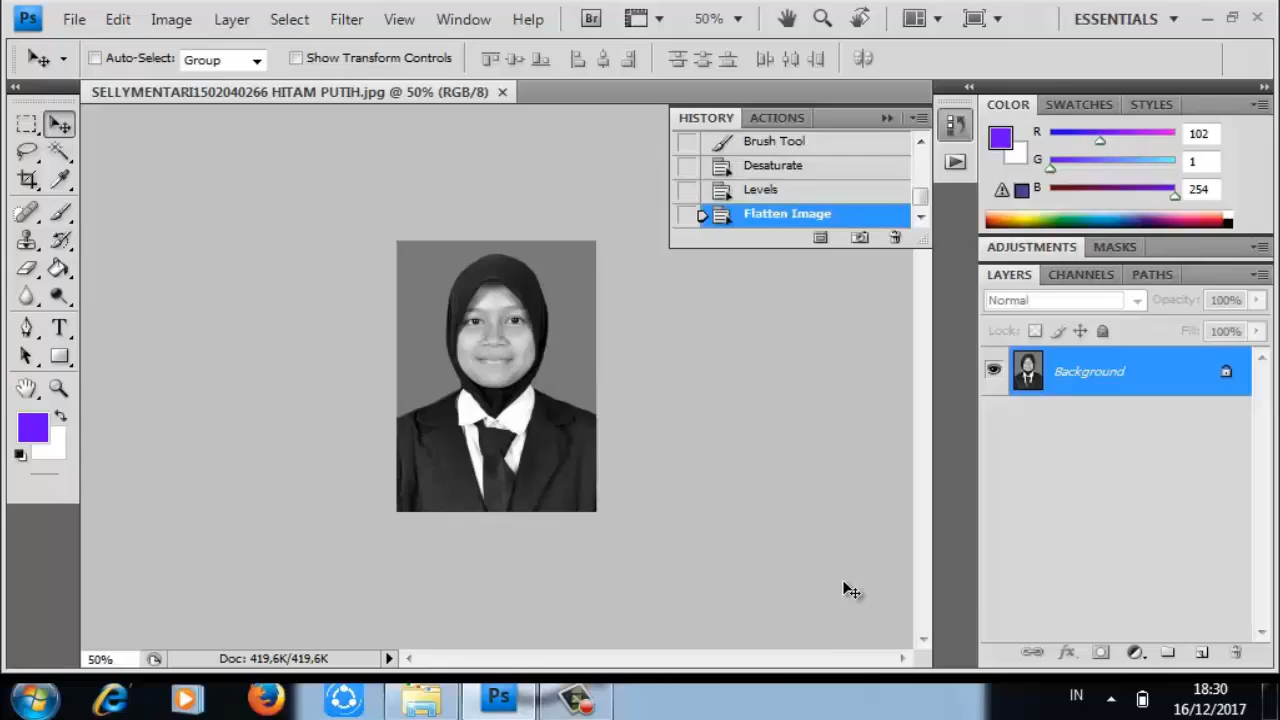 Ps File Edit Image Layer Select Filter View Window Help Br 50% ESSENTIALS
Auto-Select: Group Show Transform Controls
SELLYMENTARI1502040266 HITAM PUTIH.jpg @ 50% (RGB/8)
HISTORY ACTIONS
Brush Tool
Desaturate
Levels
Flatten Image
COLOR SWATCHES STYLES
R 102
G 1
B 254
ADJUSTMENTS MASKS
LAYERS CHANNELS PATHS
Normal Opacity: 100%
Lock: Fill: 100%
Background
T
fx
50% Doc: 419,6K/419,6K
Ps IN 18:30
16/12/2017